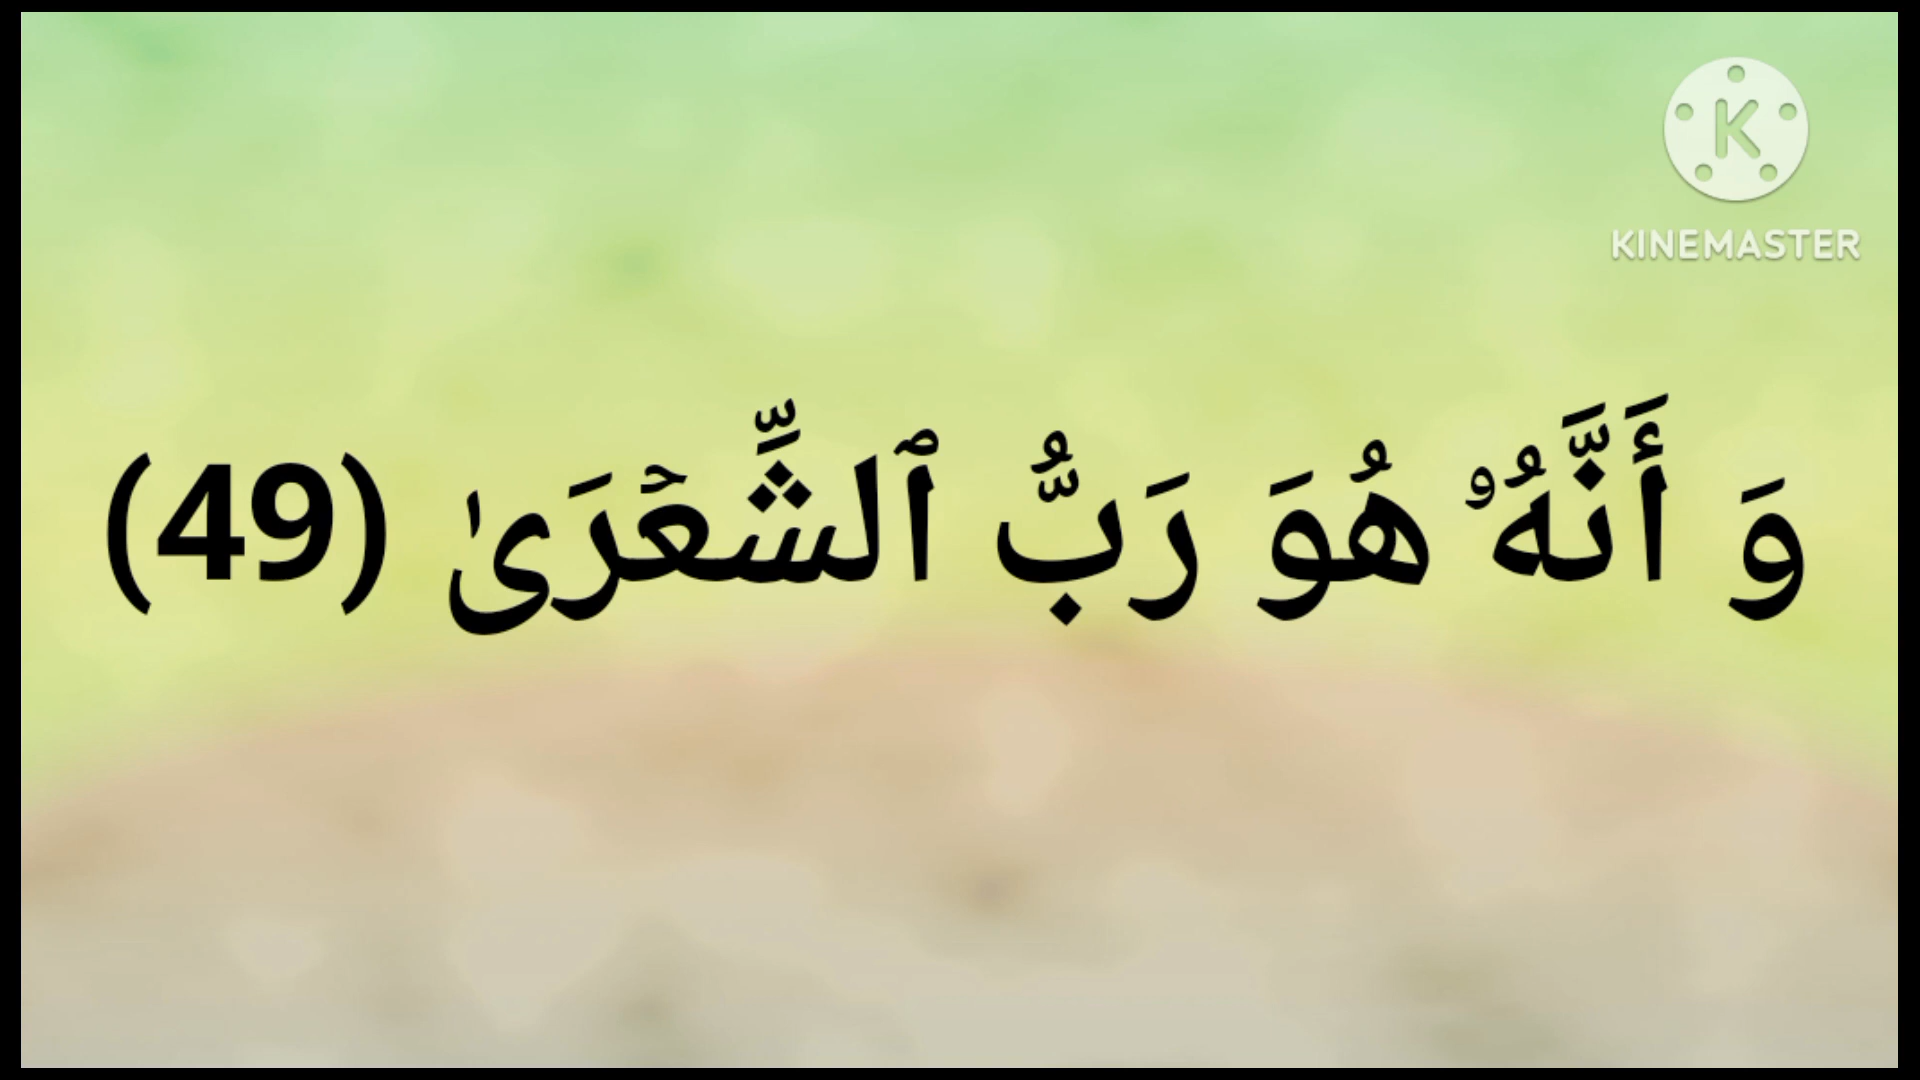 K
KINEMASTER
وَ أَنَّهُۥ هُوَ رَبُّ ٱلشِّعۡرَىٰ (49)